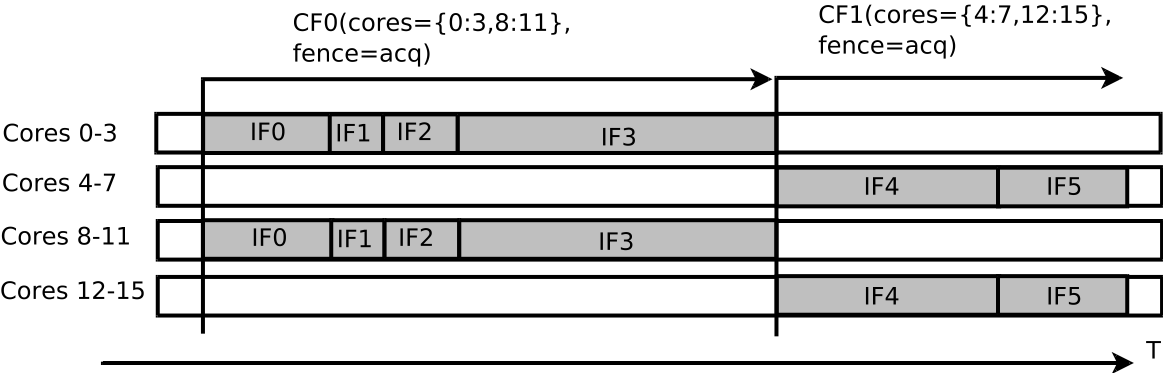 CF0(cores={0:3,8:11},
fence=acq)
CF1(cores={4:7,12:15},
fence=acq)
Cores 0-3 IF0 IF1 IF2 IF3
Cores 4-7 IF4 IF5
Cores 8-11 IF0 IF1 IF2 IF3
Cores 12-15 IF4 IF5
T